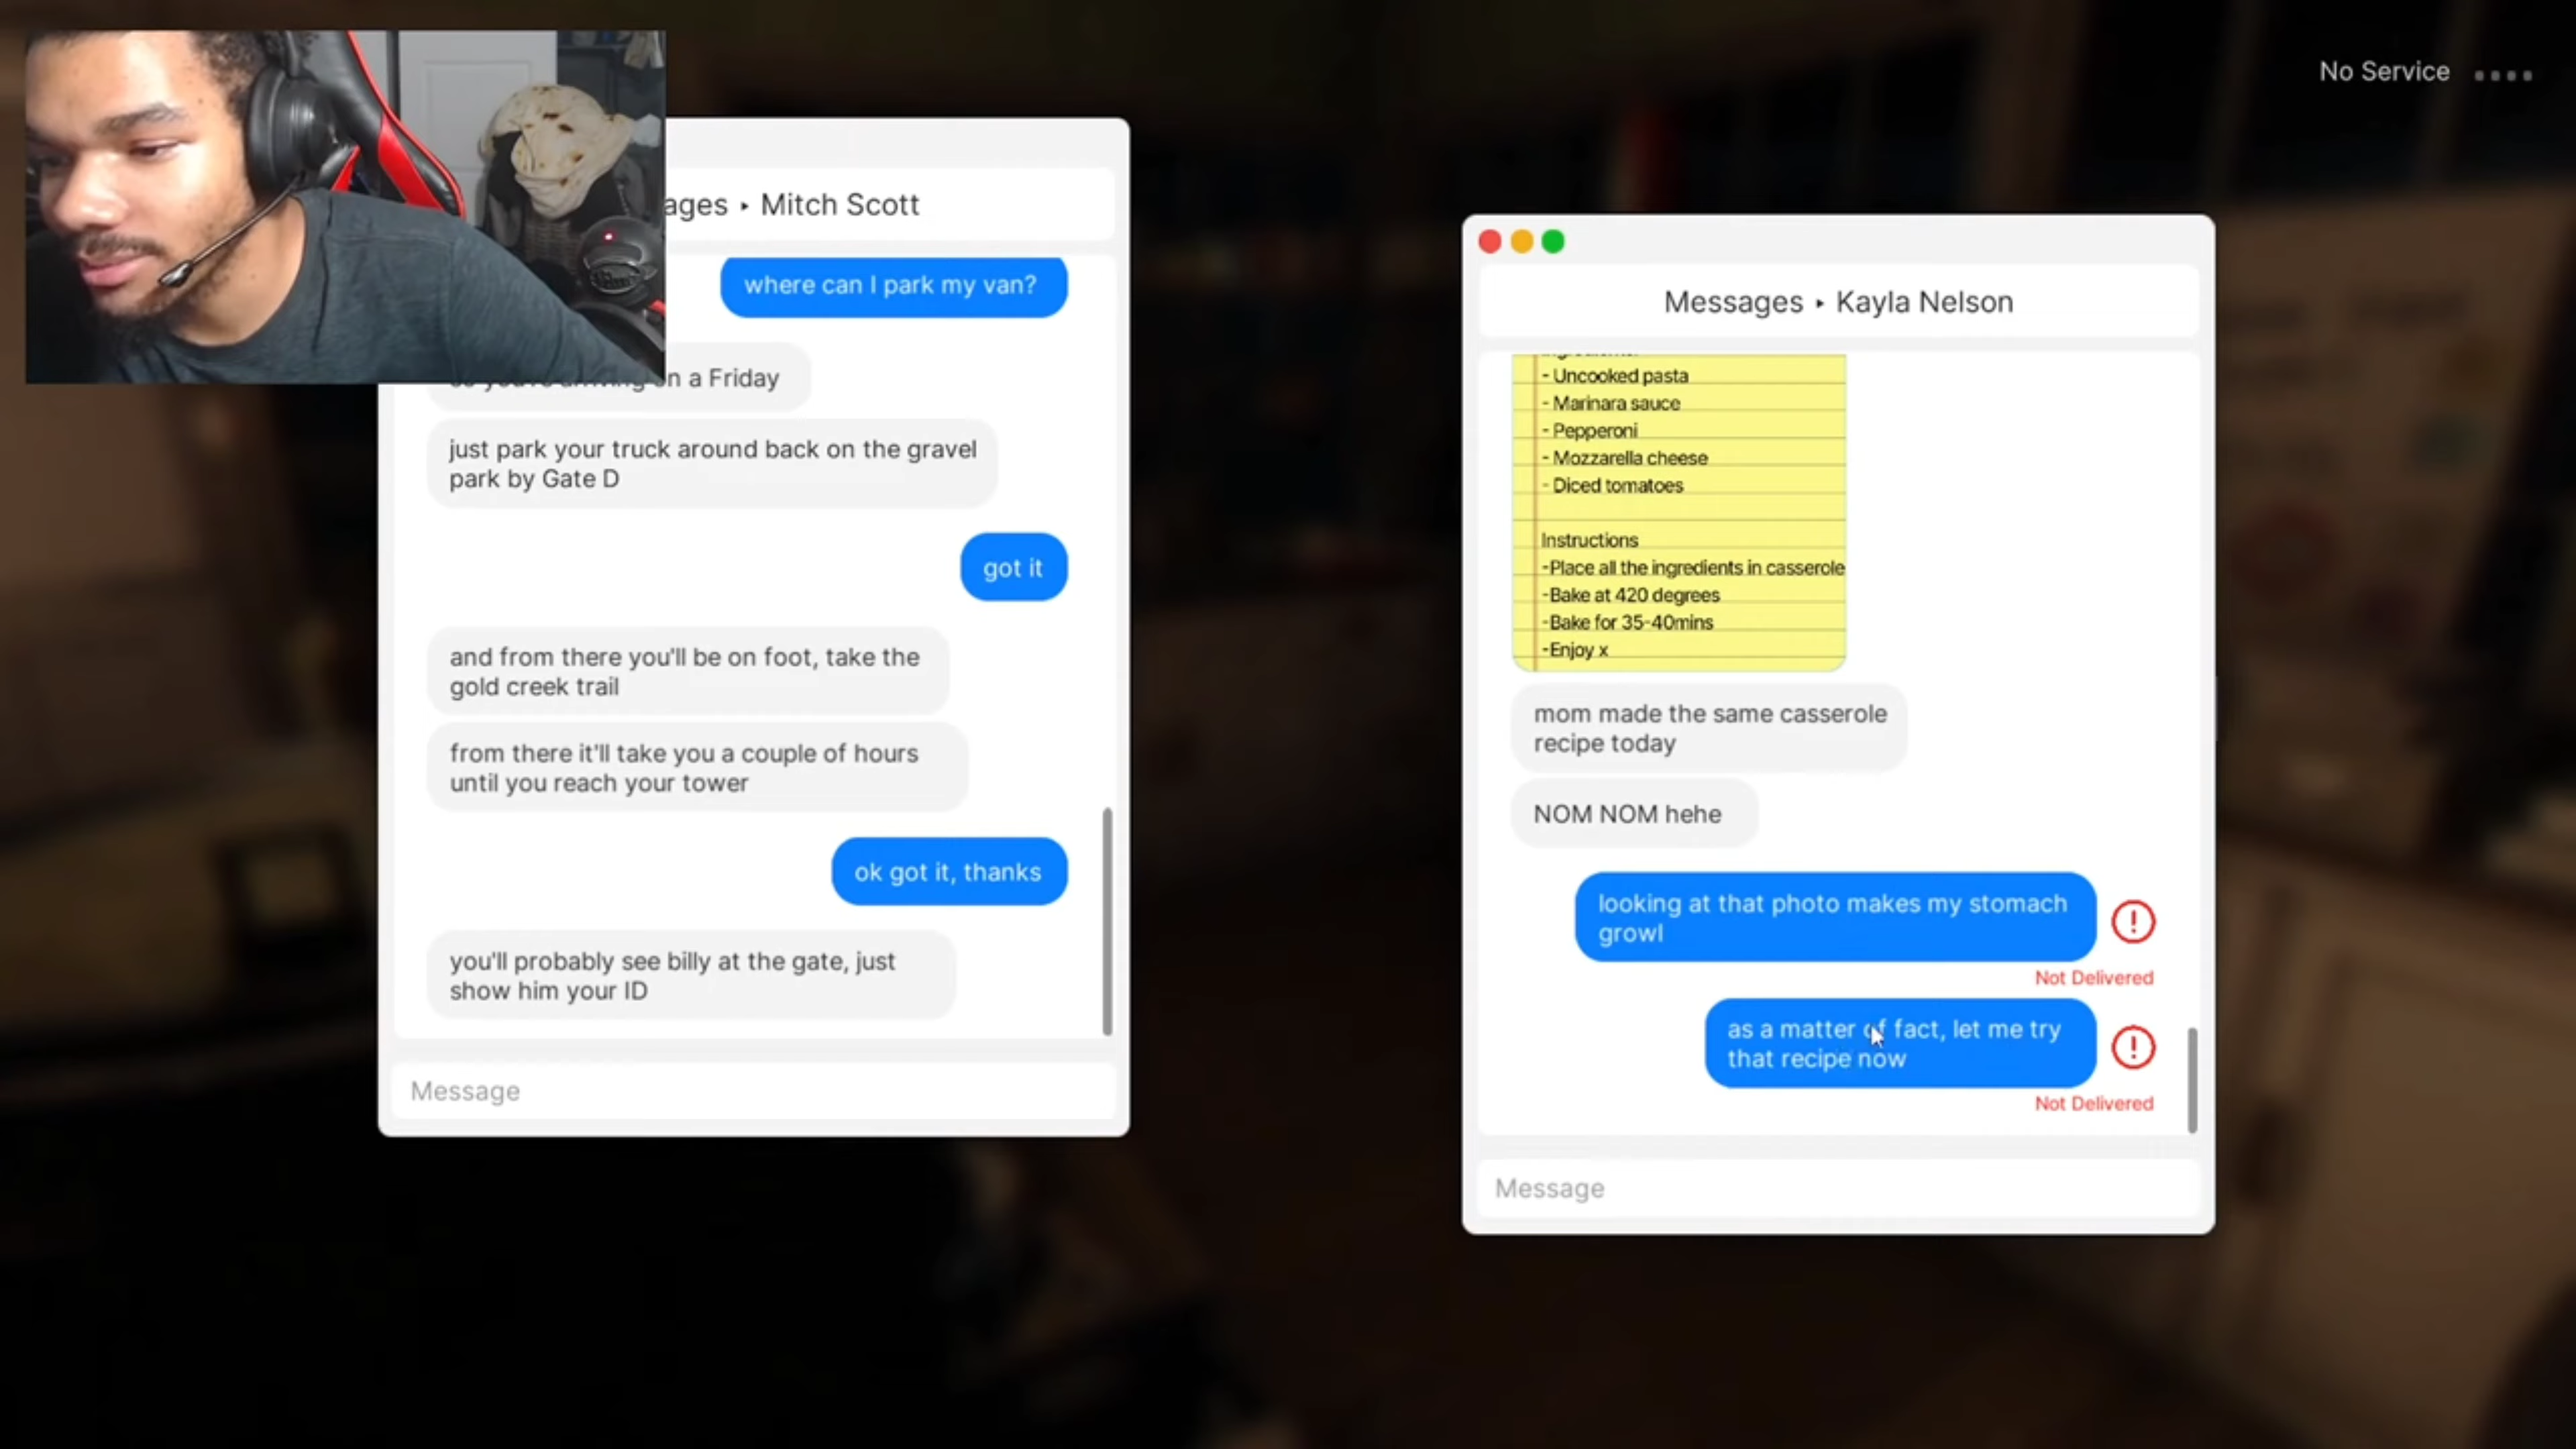 No Service
ages ▸ Mitch Scott
where can I park my van?
so you're arriving on a Friday
just park your truck around back on the gravel
park by Gate D
got it
and from there you'll be on foot, take the
gold creek trail
from there it'll take you a couple of hours
until you reach your tower
ok got it, thanks
you'll probably see billy at the gate, just
show him your ID
Message
Messages ▸ Kayla Nelson
Ingredients:
- Uncooked pasta
- Marinara sauce
- Pepperoni
- Mozzarella cheese
- Diced tomatoes
Instructions
-Place all the ingredients in casserole
-Bake at 420 degrees
-Bake for 35-40mins
-Enjoy x
mom made the same casserole
recipe today
NOM NOM hehe
looking at that photo makes my stomach
growl
Not Delivered
as a matter of fact, let me try
that recipe now
Not Delivered
Message